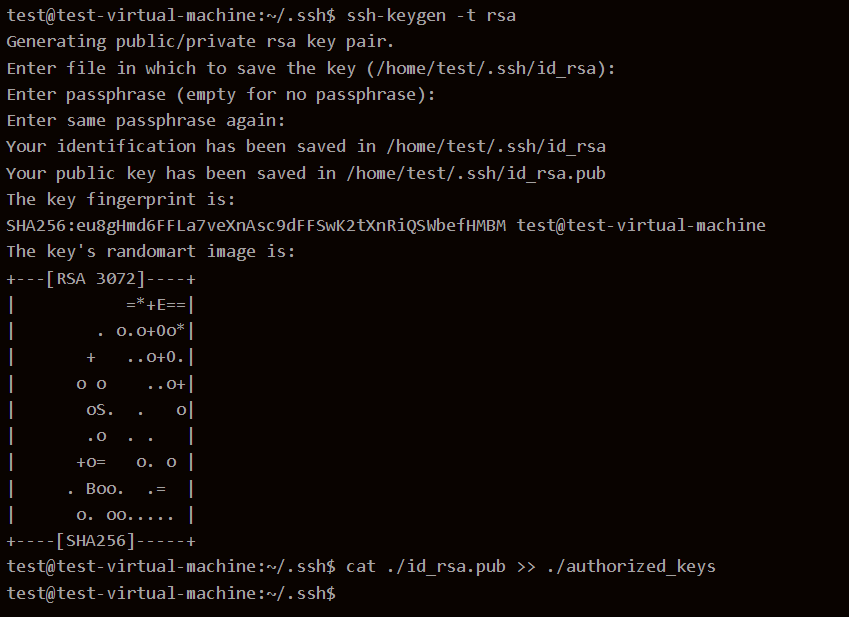 test@test-virtual-machine:~/.ssh$ ssh-keygen -t rsa
Generating public/private rsa key pair.
Enter file in which to save the key (/home/test/.ssh/id_rsa):
Enter passphrase (empty for no passphrase):
Enter same passphrase again:
Your identification has been saved in /home/test/.ssh/id_rsa
Your public key has been saved in /home/test/.ssh/id_rsa.pub
The key fingerprint is:
SHA256:eu8gHmd6FFLa7veXnAsc9dFFSwK2tXnRiQSWbefHMBM test@test-virtual-machine
The key's randomart image is:
+---[RSA 3072]----+
|           =*+E==|
|        . o.o+Oo*|
|       +   ..o+O.|
|      o o    ..o+|
|       oS.  .   o|
|       .o  . .   |
|      +o=   o. o |
|     . Boo.  .=  |
|      o. oo..... |
+----[SHA256]-----+
test@test-virtual-machine:~/.ssh$ cat ./id_rsa.pub >> ./authorized_keys
test@test-virtual-machine:~/.ssh$